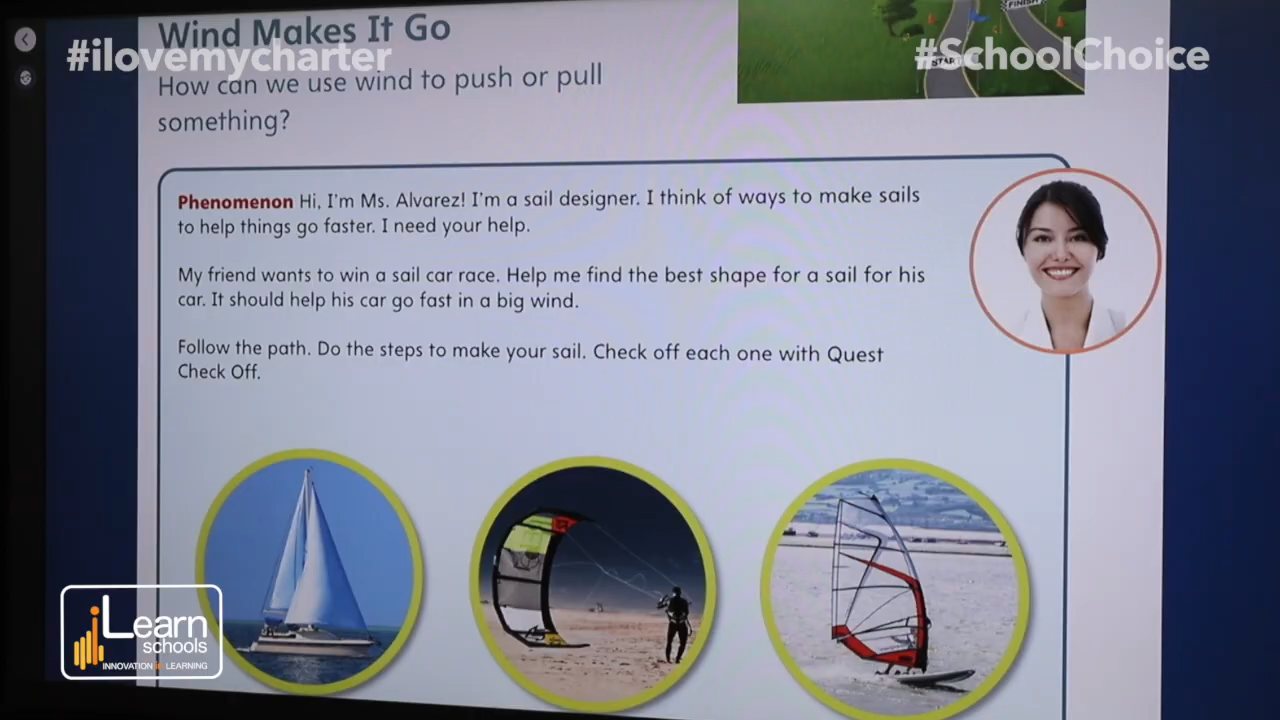 Wind Makes It Go
#ilovemycharter
#SchoolChoice
FINISH
START
How can we use wind to push or pull
something?
Phenomenon Hi, I'm Ms. Alvarez! I'm a sail designer. I think of ways to make sails
to help things go faster. I need your help.
My friend wants to win a sail car race. Help me find the best shape for a sail for his
car. It should help his car go fast in a big wind.
Follow the path. Do the steps to make your sail. Check off each one with Quest
Check Off.
iLearn
schools
INNOVATION in LEARNING